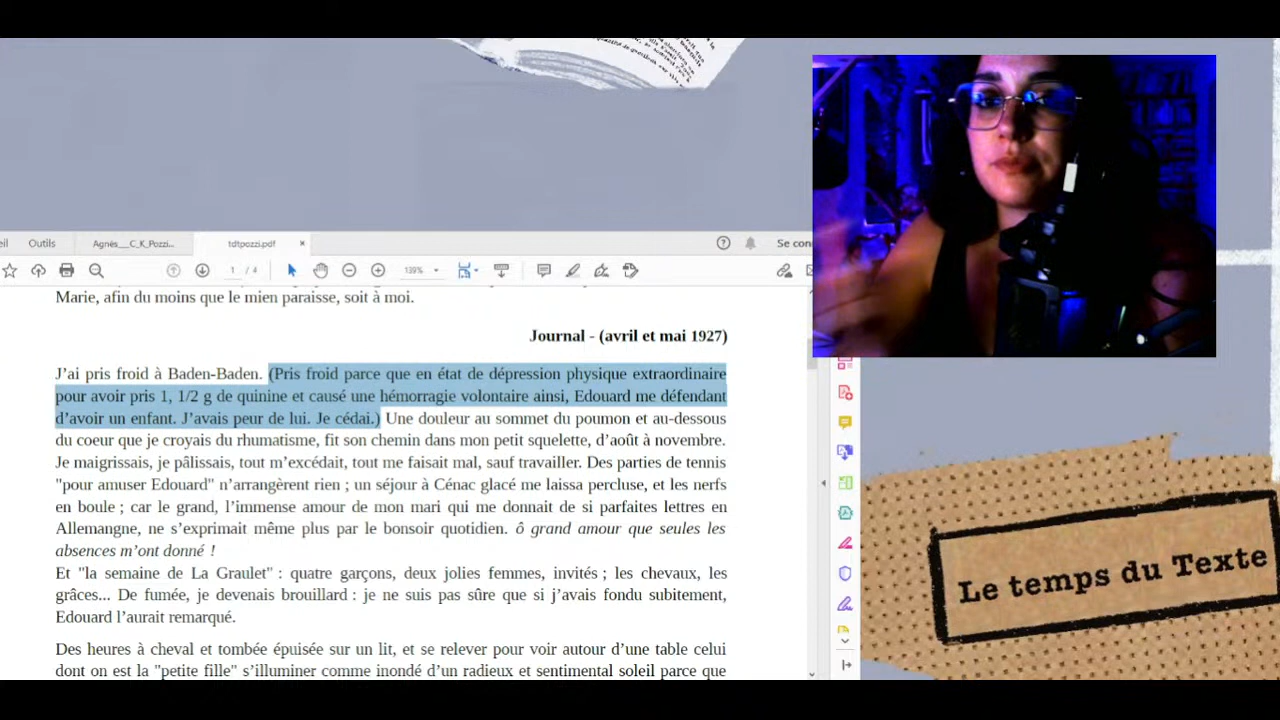 eil
Outils
Agnès__C_K_Pozzi...
tdtpozzi.pdf
×
Se con
1 / 4
139%
Marie, afin du moins que le mien paraisse, soit à moi.
Journal - (avril et mai 1927)
J’ai pris froid à Baden-Baden. (Pris froid parce que en état de dépression physique extraordinaire
pour avoir pris 1, 1/2 g de quinine et causé une hémorragie volontaire ainsi, Edouard me défendant
d’avoir un enfant. J’avais peur de lui. Je cédai.) Une douleur au sommet du poumon et au-dessous
du coeur que je croyais du rhumatisme, fit son chemin dans mon petit squelette, d’août à novembre.
Je maigrissais, je pâlissais, tout m’excédait, tout me faisait mal, sauf travailler. Des parties de tennis
"pour amuser Edouard" n’arrangèrent rien ; un séjour à Cénac glacé me laissa percluse, et les nerfs
en boule ; car le grand, l’immense amour de mon mari qui me donnait de si parfaites lettres en
Allemangne, ne s’exprimait même plus par le bonsoir quotidien. ô grand amour que seules les
absences m’ont donné !
Et "la semaine de La Graulet" : quatre garçons, deux jolies femmes, invités ; les chevaux, les
grâces... De fumée, je devenais brouillard : je ne suis pas sûre que si j’avais fondu subitement,
Edouard l’aurait remarqué.
Des heures à cheval et tombée épuisée sur un lit, et se relever pour voir autour d’une table celui
dont on est la "petite fille" s’illuminer comme inondé d’un radieux et sentimental soleil parce que
Le temps du Texte